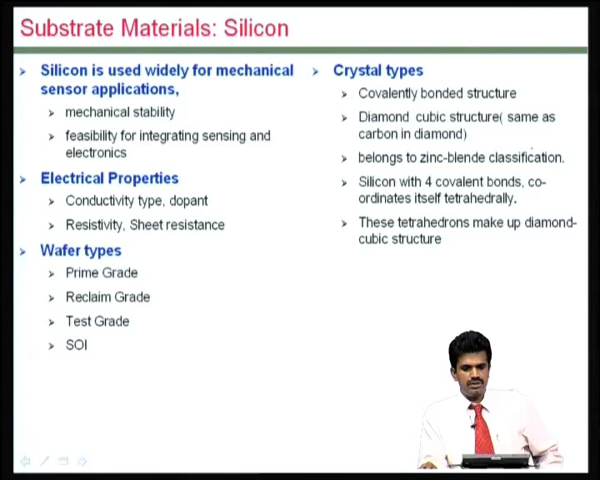 Substrate Materials: Silicon
Silicon is used widely for mechanical
sensor applications,
mechanical stability
feasibility for integrating sensing and
electronics
Electrical Properties
Conductivity type, dopant
Resistivity, Sheet resistance
Wafer types
Prime Grade
Reclaim Grade
Test Grade
SOI
Crystal types
Covalently bonded structure
Diamond cubic structure( same as
carbon in diamond)
belongs to zinc-blende classification.
Silicon with 4 covalent bonds, co-
ordinates itself tetrahedrally.
These tetrahedrons make up diamond-
cubic structure